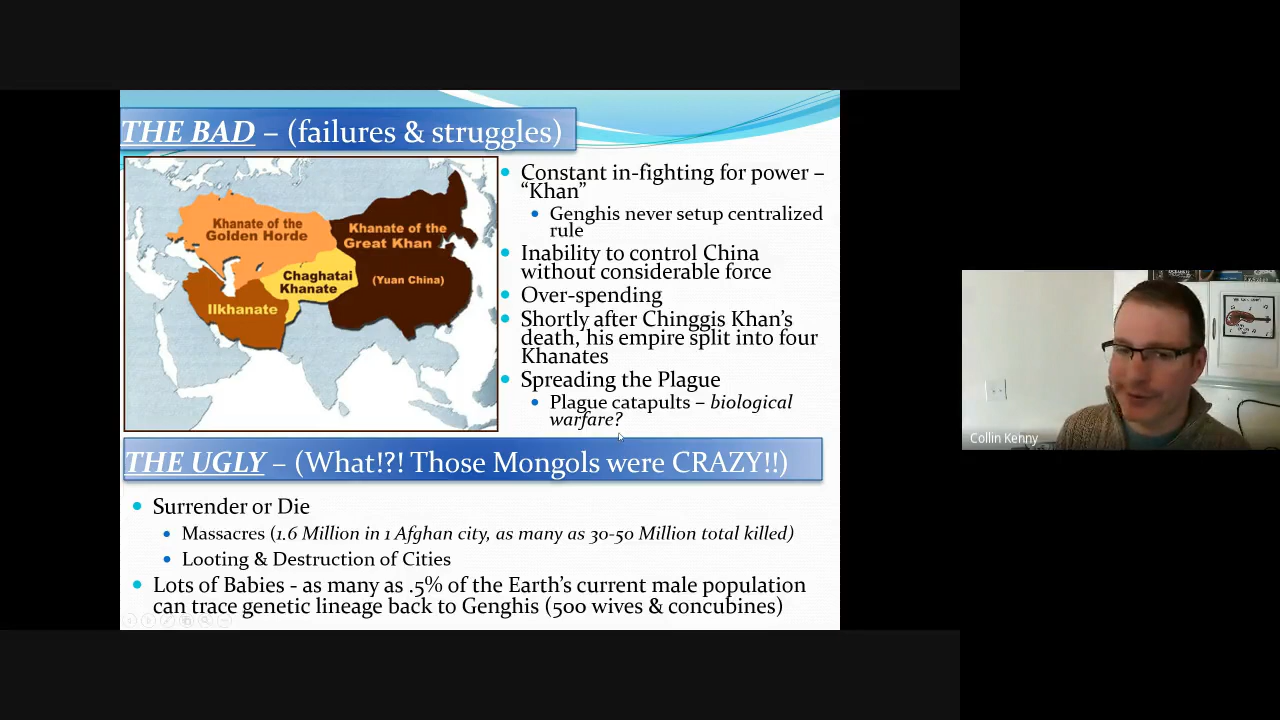 THE BAD – (failures & struggles)
Khanate of the
Golden Horde
Khanate of the
Great Khan
(Yuan China)
Chaghatai
Khanate
Ilkhanate
Constant in-fighting for power –
“Khan”
Genghis never setup centralized
rule
Inability to control China
without considerable force
Over-spending
Shortly after Chinggis Khan’s
death, his empire split into four
Khanates
Spreading the Plague
Plague catapults – biological
warfare?
THE UGLY – (What!?! Those Mongols were CRAZY!!)
Surrender or Die
Massacres (1.6 Million in 1 Afghan city, as many as 30-50 Million total killed)
Looting & Destruction of Cities
Lots of Babies - as many as .5% of the Earth’s current male population
can trace genetic lineage back to Genghis (500 wives & concubines)
Collin Kenny